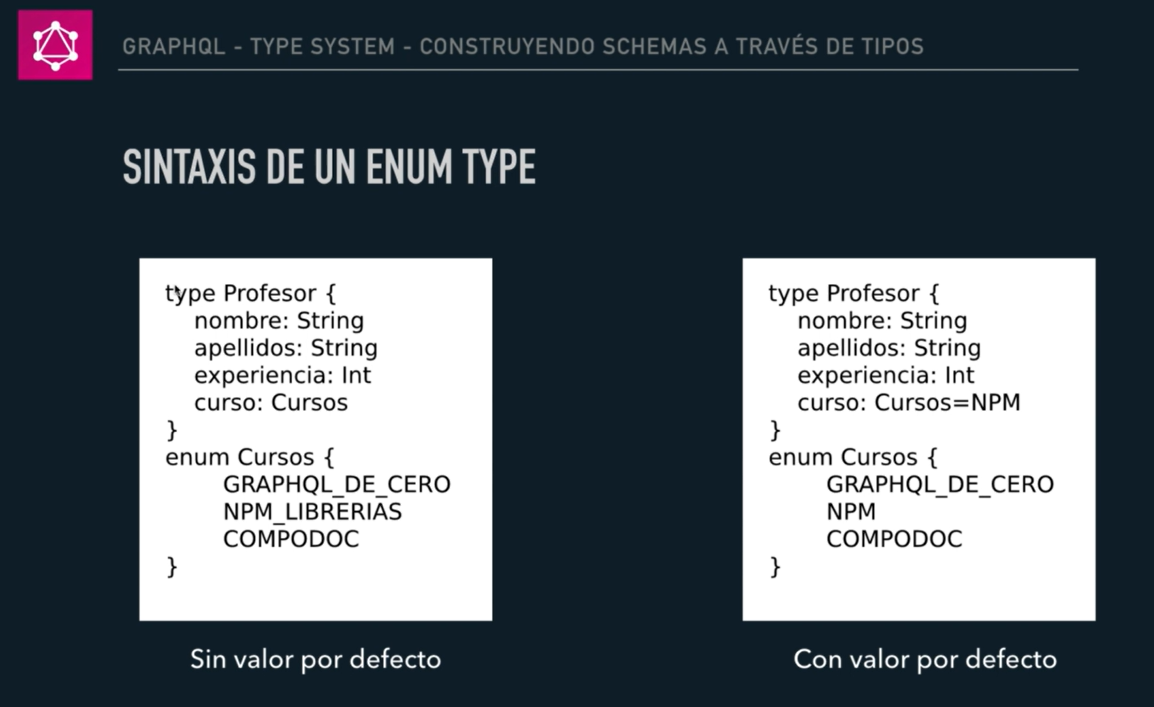 GRAPHQL - TYPE SYSTEM - CONSTRUYENDO SCHEMAS A TRAVÉS DE TIPOS
SINTAXIS DE UN ENUM TYPE
type Profesor {
nombre: String
apellidos: String
experiencia: Int
curso: Cursos
}
enum Cursos {
GRAPHQL_DE_CERO
NPM_LIBRERIAS
COMPODOC
}
Sin valor por defecto
type Profesor {
nombre: String
apellidos: String
experiencia: Int
curso: Cursos=NPM
}
enum Cursos {
GRAPHQL_DE_CERO
NPM
COMPODOC
}
Con valor por defecto